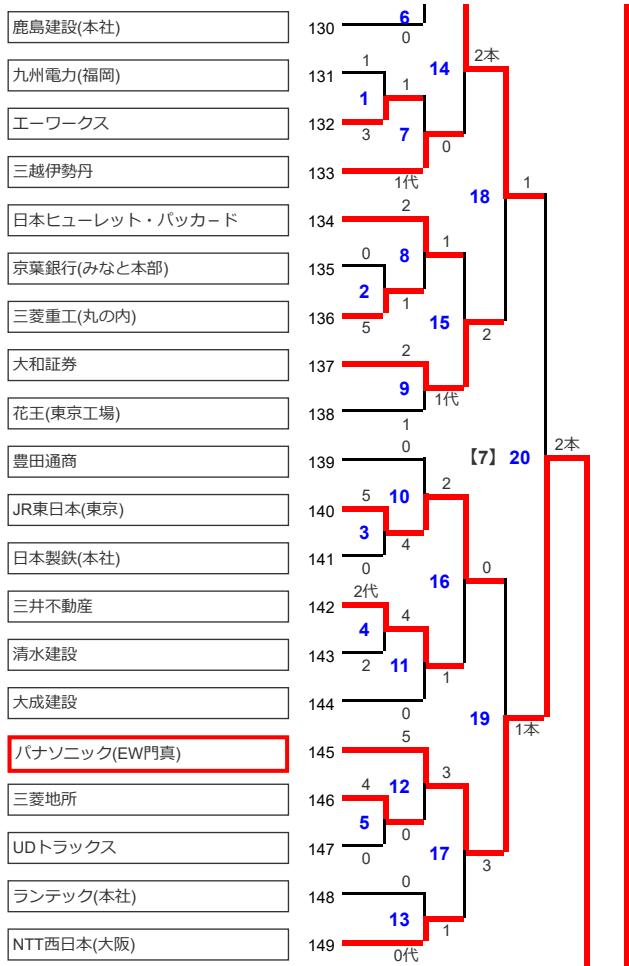 鹿島建設(本社) 130 6
0
九州電力(福岡) 131 1 14 2本
1 1
エーワークス 132 3 7
0
三越伊勢丹 133 1代
18 1
日本ヒューレット・パッカード 134 2
8 1
京葉銀行(みなと本部) 135 0
2 1
三菱重工(丸の内) 136 5 15
2
大和証券 137 2
9 1代
花王(東京工場) 138 1
豊田通商 139 0 【7】 20 2本
10 2
JR東日本(東京) 140 5
3 4
日本製鉄(本社) 141 0
16 0
三井不動産 142 2代
4 4
清水建設 143 2 11
1
大成建設 144 0
19 1本
パナソニック(EW門真) 145 5
12 3
三菱地所 146 4
5 0
UDトラックス 147 0 17
3
ランテック(本社) 148 0
13 1
NTT西日本(大阪) 149 0代